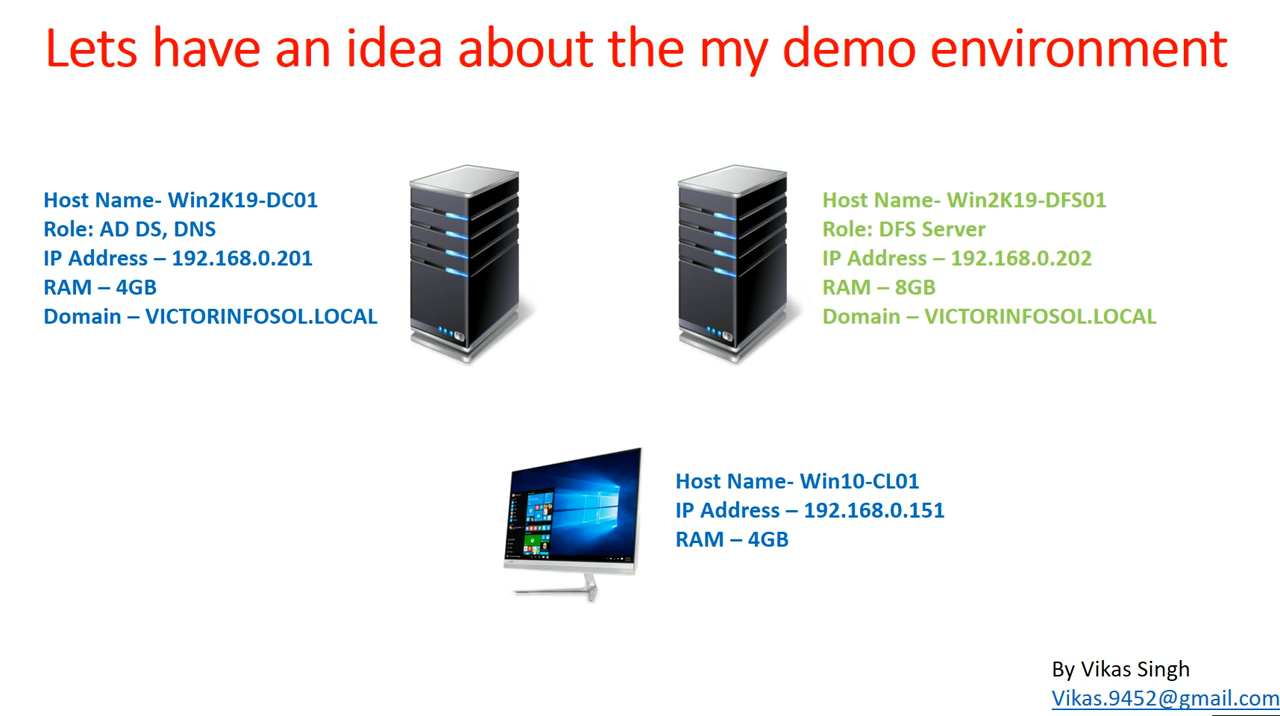 Lets have an idea about the my demo environment
Host Name- Win2K19-DC01
Role: AD DS, DNS
IP Address – 192.168.0.201
RAM – 4GB
Domain – VICTORINFOSOL.LOCAL
Host Name- Win2K19-DFS01
Role: DFS Server
IP Address – 192.168.0.202
RAM – 8GB
Domain – VICTORINFOSOL.LOCAL
Host Name- Win10-CL01
IP Address – 192.168.0.151
RAM – 4GB
By Vikas Singh
Vikas.9452@gmail.com